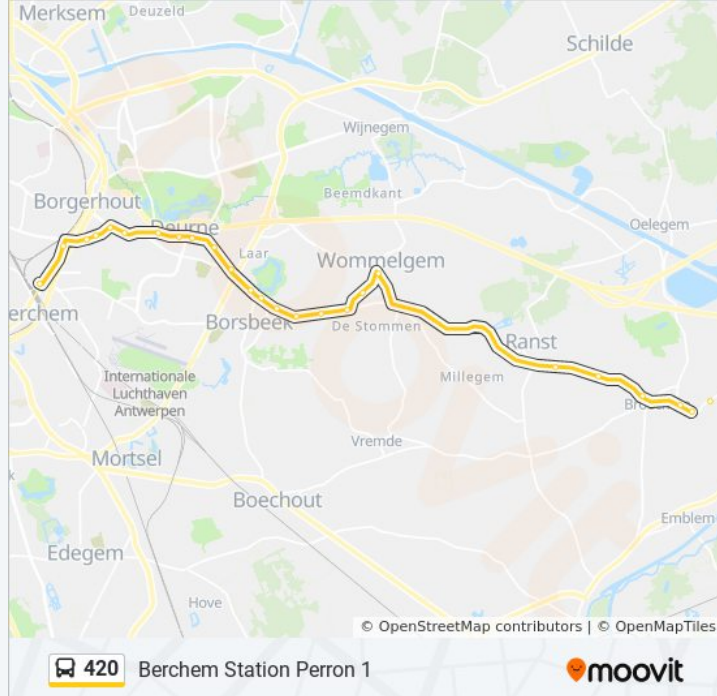 Merksem
Deuzeld
Schilde
Wijnegem
Beemdkant
Borgerhout
Oelegem
Deurne
Laar
Wommelgem
erchem
Borsbeek
De Stommen
Ranst
Internationale
Luchthaven
Antwerpen
Millegem
Vremde
Mortsel
Boechout
Emblem
Edegem
Hove
© OpenStreetMap contributors | © OpenMapTiles
420
Berchem Station Perron 1
moovit